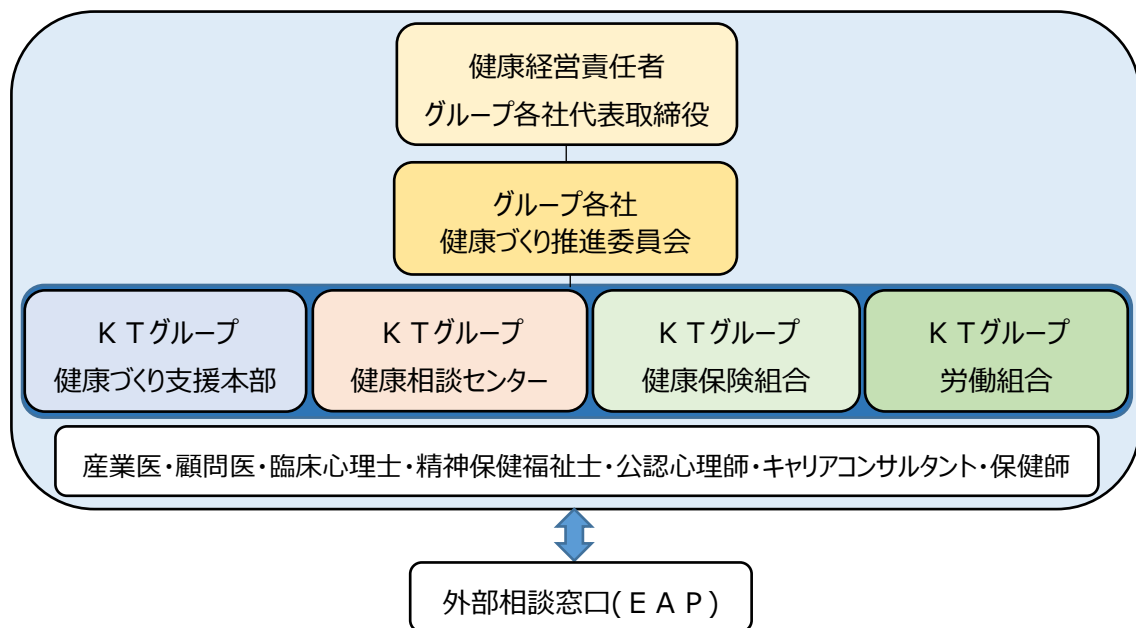 健康経営責任者
グループ各社代表取締役
グループ各社
健康づくり推進委員会
ＫＴグループ
健康づくり支援本部
ＫＴグループ
健康相談センター
ＫＴグループ
健康保険組合
ＫＴグループ
労働組合
産業医・顧問医・臨床心理士・精神保健福祉士・公認心理師・キャリアコンサルタント・保健師
外部相談窓口(ＥＡＰ)